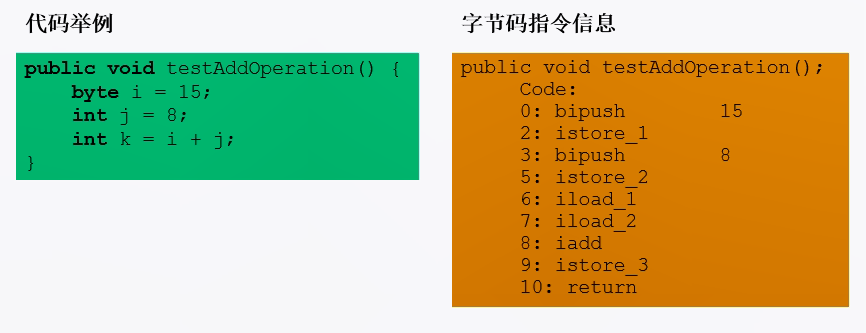 代码举例
public void testAddOperation() {
    byte i = 15;
    int j = 8;
    int k = i + j;
}
字节码指令信息
public void testAddOperation();
    Code:
    0: bipush        15
    2: istore_1
    3: bipush        8
    5: istore_2
    6: iload_1
    7: iload_2
    8: iadd
    9: istore_3
    10: return